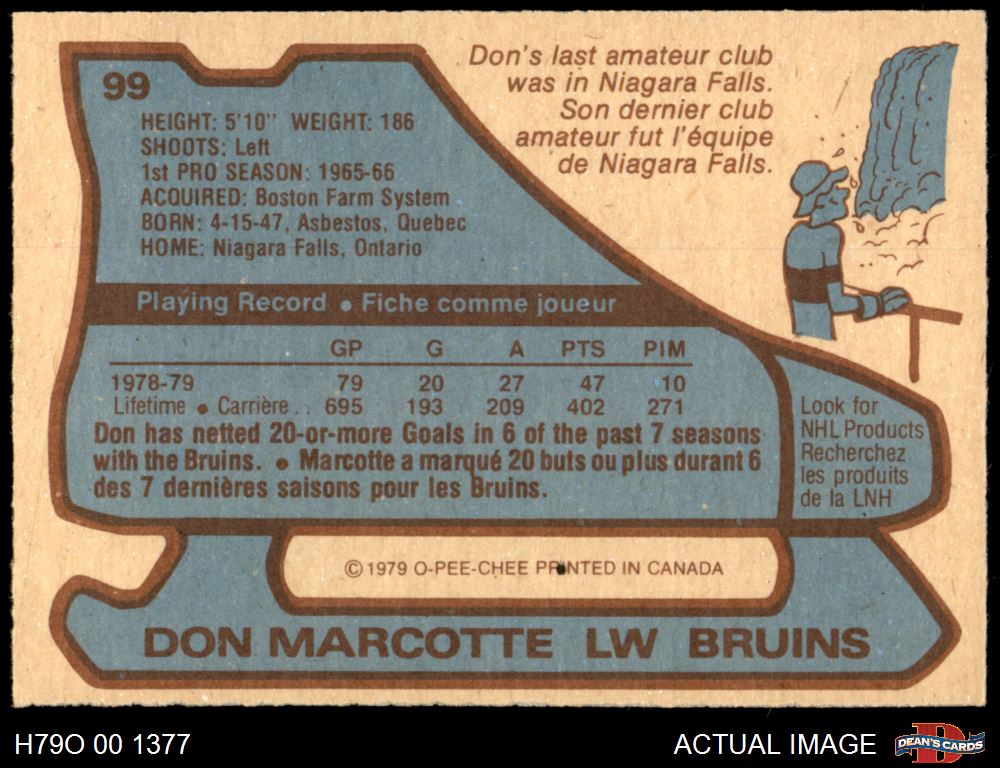 99
HEIGHT: 5'10" WEIGHT: 186
SHOOTS: Left
1st PRO SEASON: 1965-66
ACQUIRED: Boston Farm System
BORN: 4-15-47, Asbestos, Quebec
HOME: Niagara Falls, Ontario
Don's last amateur club
was in Niagara Falls.
Son dernier club
amateur fut l'équipe
de Niagara Falls.
Playing Record • Fiche comme joueur
GP G A PTS PIM
1978-79 79 20 27 47 10
Lifetime • Carrière . . 695 193 209 402 271
Don has netted 20-or-more Goals in 6 of the past 7 seasons
with the Bruins. • Marcotte a marqué 20 buts ou plus durant 6
des 7 dernières saisons pour les Bruins.
Look for
NHL Products
Recherchez
les produits
de la LNH
© 1979 O-PEE-CHEE PRINTED IN CANADA
DON MARCOTTE LW BRUINS
H79O 00 1377
ACTUAL IMAGE
DEAN'S CARDS